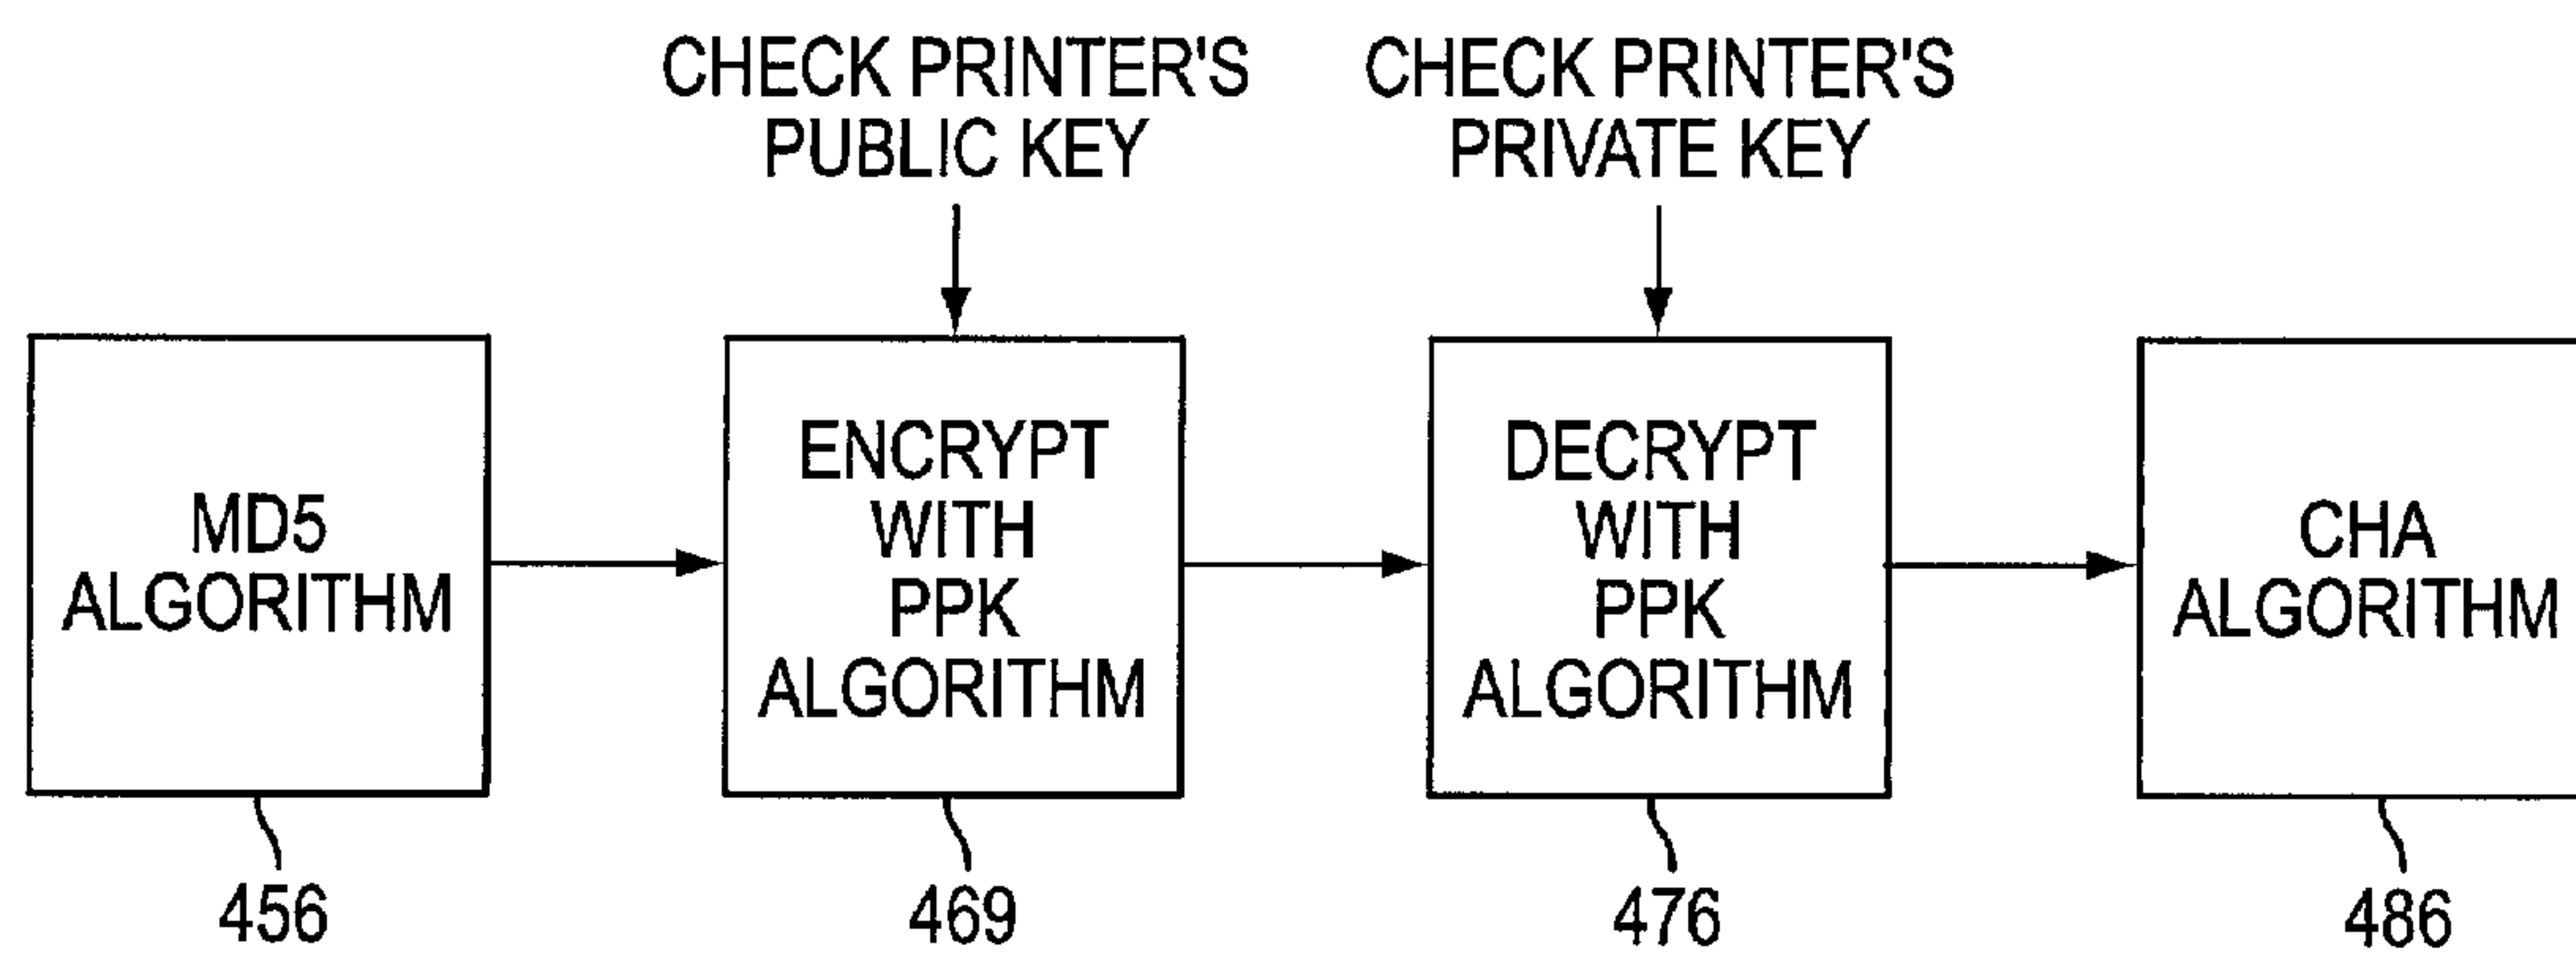 CHECK PRINTER'S
PUBLIC KEY
CHECK PRINTER'S
PRIVATE KEY
MD5
ALGORITHM
ENCRYPT
WITH
PPK
ALGORITHM
DECRYPT
WITH
PPK
ALGORITHM
CHA
ALGORITHM
456
469
476
486